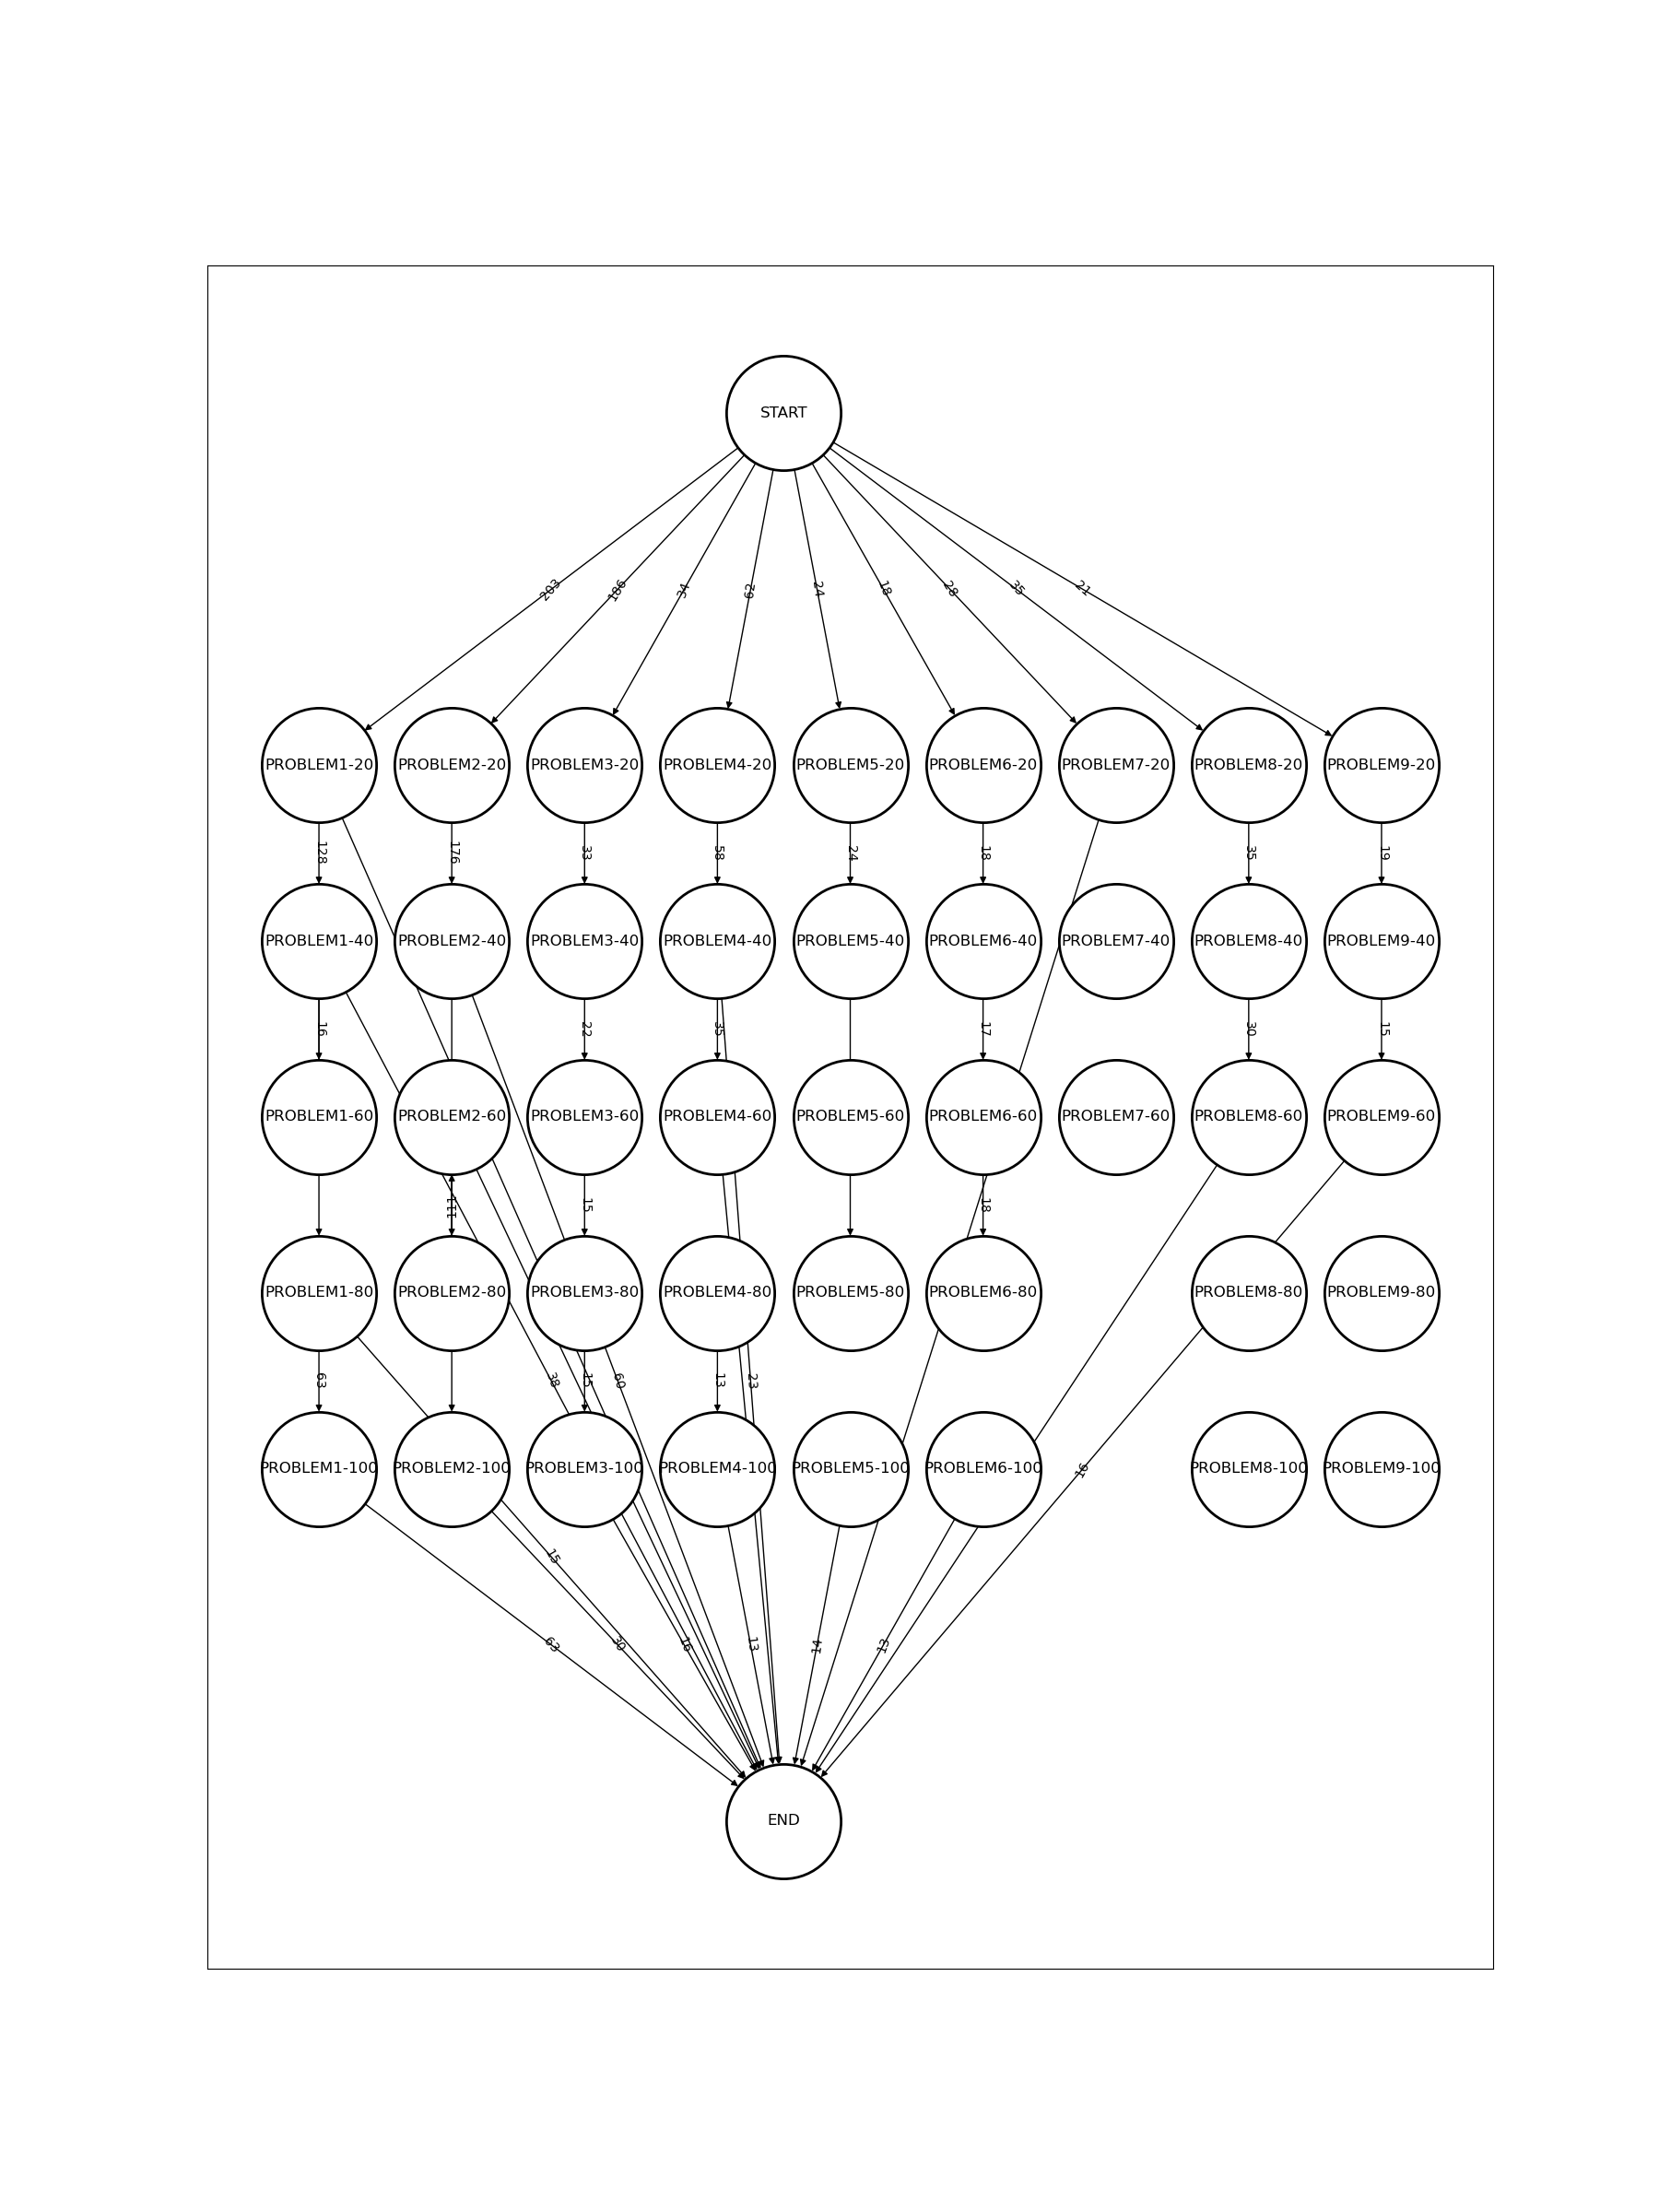 START
203 186 34 62 24 18 28 35 21
PROBLEM1-20 PROBLEM2-20 PROBLEM3-20 PROBLEM4-20 PROBLEM5-20 PROBLEM6-20 PROBLEM7-20 PROBLEM8-20 PROBLEM9-20
128 176 33 58 24 18 35 19
PROBLEM1-40 PROBLEM2-40 PROBLEM3-40 PROBLEM4-40 PROBLEM5-40 PROBLEM6-40 PROBLEM7-40 PROBLEM8-40 PROBLEM9-40
16 22 35 17 30 15
PROBLEM1-60 PROBLEM2-60 PROBLEM3-60 PROBLEM4-60 PROBLEM5-60 PROBLEM6-60 PROBLEM7-60 PROBLEM8-60 PROBLEM9-60
111 15 18
PROBLEM1-80 PROBLEM2-80 PROBLEM3-80 PROBLEM4-80 PROBLEM5-80 PROBLEM6-80 PROBLEM8-80 PROBLEM9-80
63 38 15 60 13 23
PROBLEM1-100 PROBLEM2-100 PROBLEM3-100 PROBLEM4-100 PROBLEM5-100 PROBLEM6-100 PROBLEM8-100 PROBLEM9-100
16
15
63 30 16 13 14 13
END